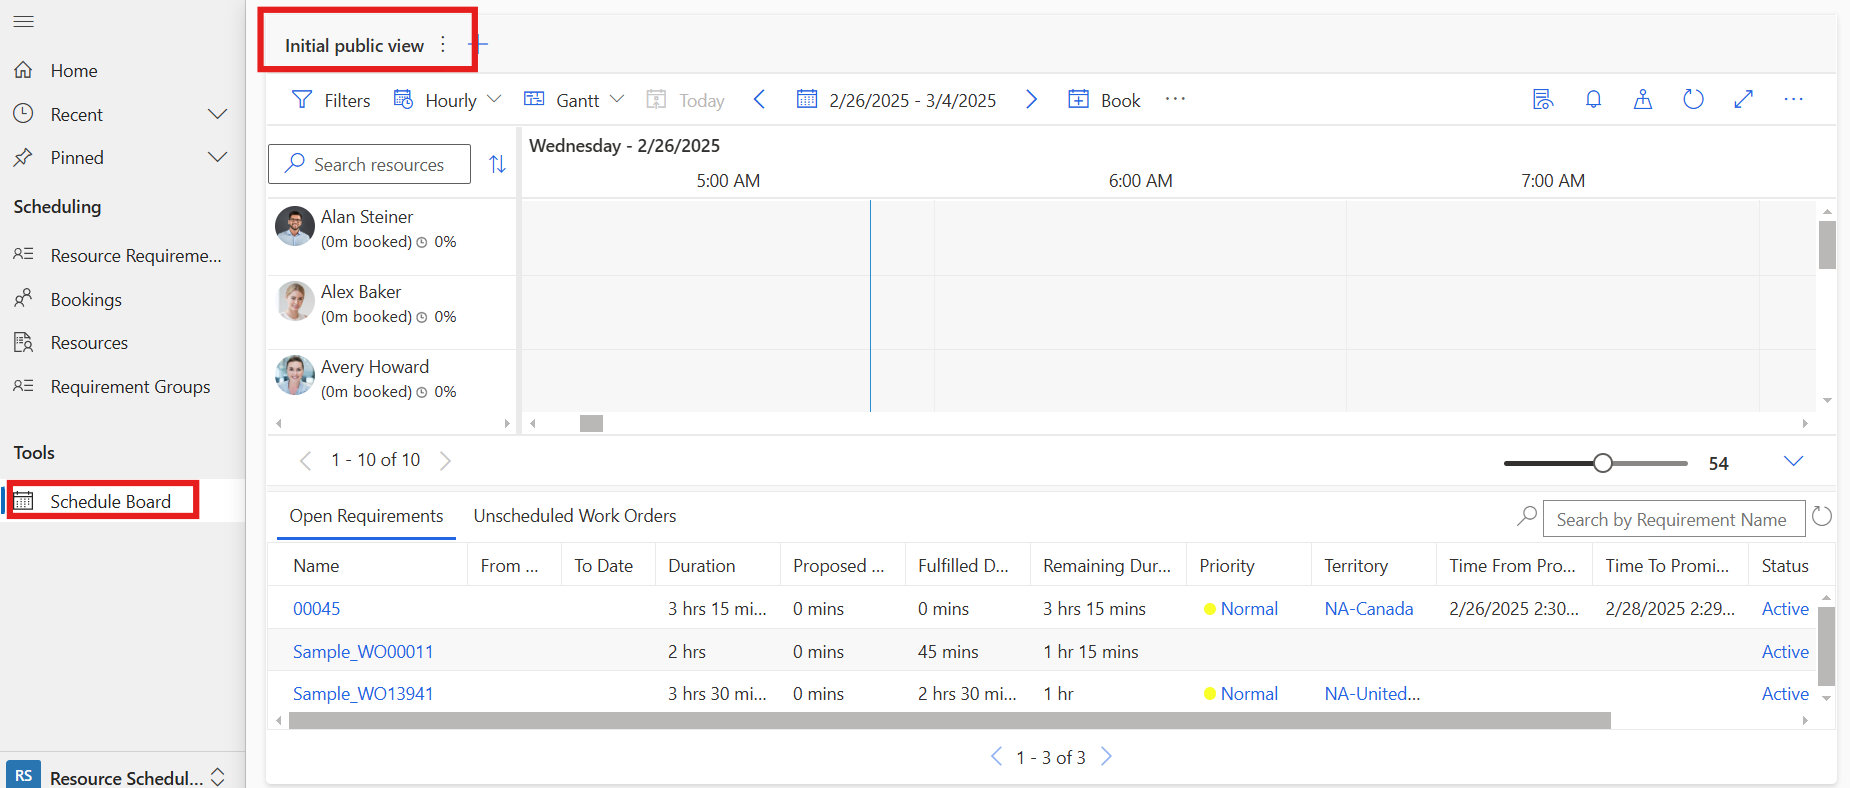 Home
Recent
Pinned
Scheduling
Resource Requireme...
Bookings
Resources
Requirement Groups
Tools
Schedule Board
RS Resource Schedul...
Initial public view
Filters Hourly Gantt Today 2/26/2025 - 3/4/2025 Book
Search resources
Wednesday - 2/26/2025
5:00 AM 6:00 AM 7:00 AM
Alan Steiner
(0m booked) 0%
Alex Baker
(0m booked) 0%
Avery Howard
(0m booked) 0%
1 - 10 of 10
54
Open Requirements Unscheduled Work Orders
Search by Requirement Name
Name From ... To Date Duration Proposed ... Fulfilled D... Remaining Dur... Priority Territory Time From Pro... Time To Promi... Status
00045 3 hrs 15 mi... 0 mins 0 mins 3 hrs 15 mins Normal NA-Canada 2/26/2025 2:30... 2/28/2025 2:29... Active
Sample_WO00011 2 hrs 0 mins 45 mins 1 hr 15 mins Active
Sample_WO13941 3 hrs 30 mi... 0 mins 2 hrs 30 mi... 1 hr Normal NA-United... Active
1 - 3 of 3